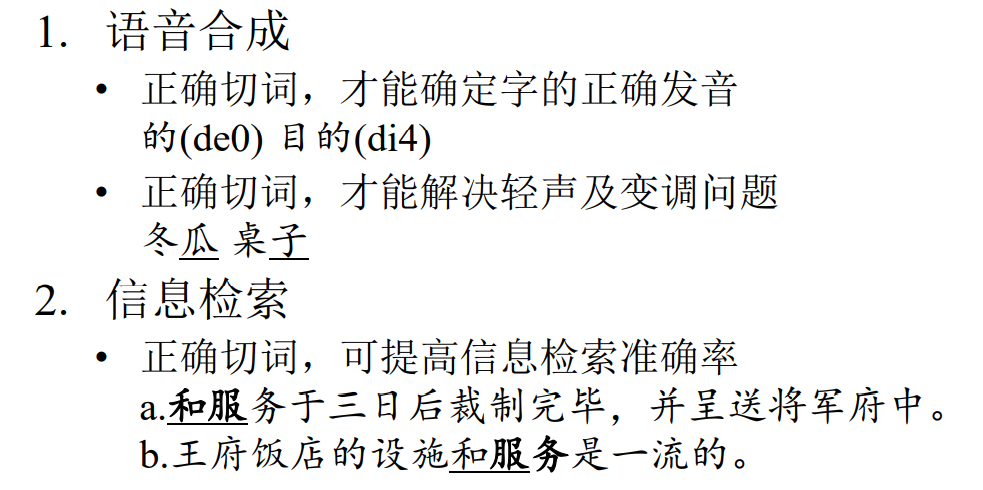 1. 语音合成
• 正确切词，才能确定字的正确发音
的(de0) 目的(di4)
• 正确切词，才能解决轻声及变调问题
冬瓜 桌子
2. 信息检索
• 正确切词，可提高信息检索准确率
a.和服务于三日后裁制完毕，并呈送将军府中。
b.王府饭店的设施和服务是一流的。